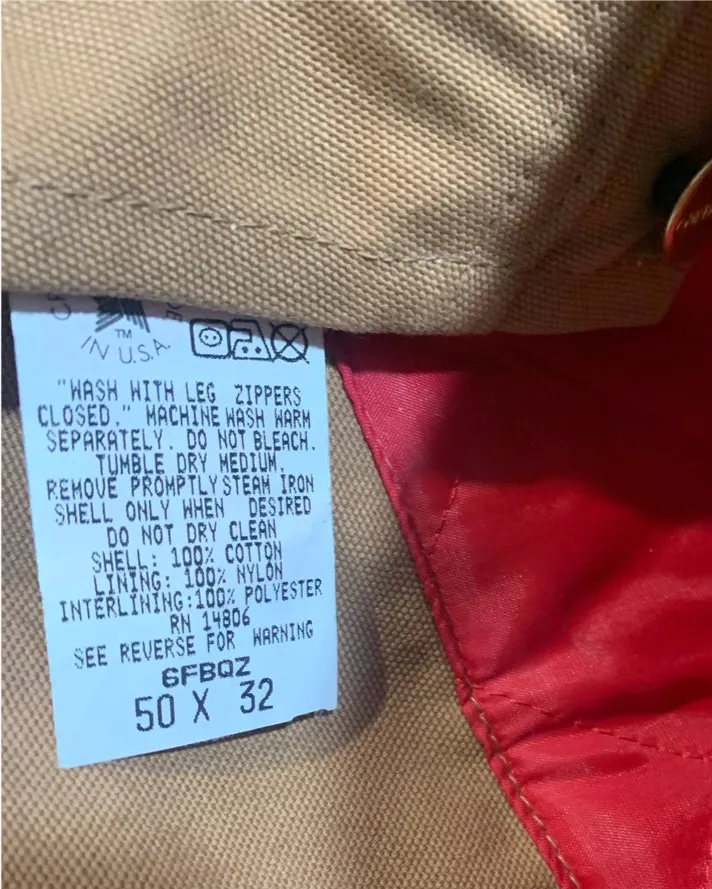 TM
IN U.S.A.
"WASH WITH LEG ZIPPERS
CLOSED." MACHINE WASH WARM
SEPARATELY. DO NOT BLEACH.
TUMBLE DRY MEDIUM.
REMOVE PROMPTLY STEAM IRON
SHELL ONLY WHEN DESIRED
DO NOT DRY CLEAN
SHELL: 100% COTTON
LINING: 100% NYLON
INTERLINING:100% POLYESTER
RN 14806
SEE REVERSE FOR WARNING
6FBQZ
50 X 32